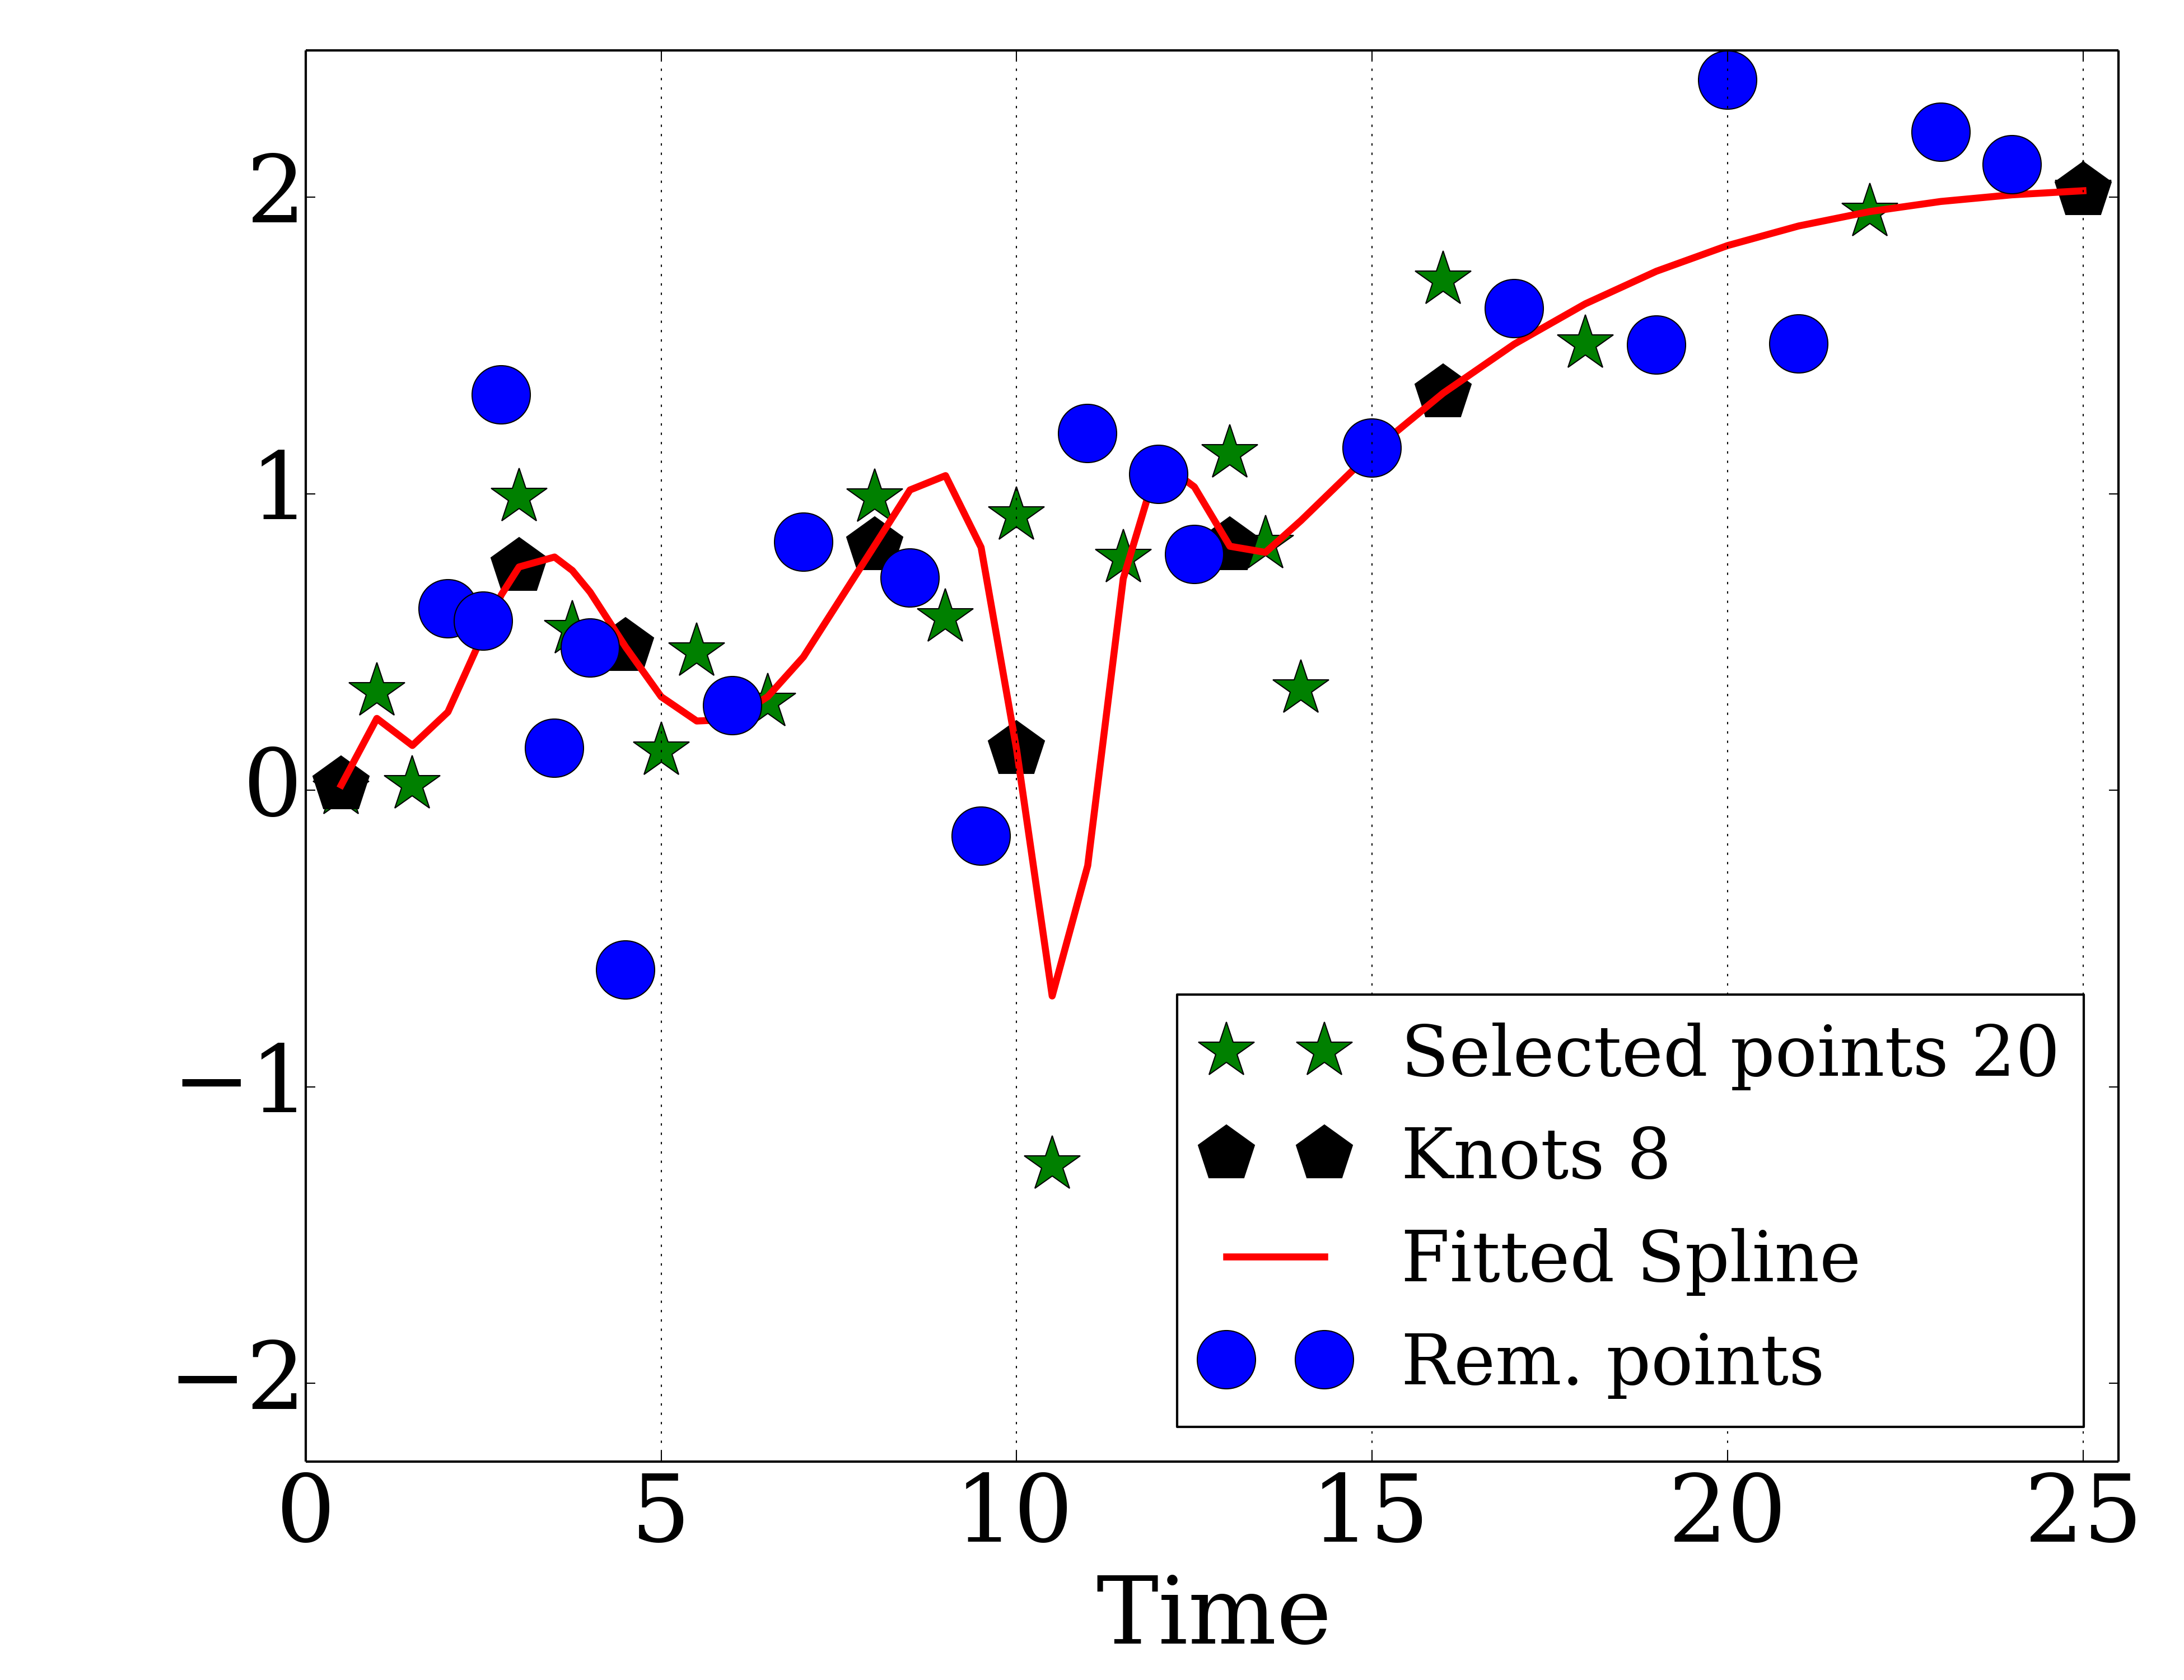 2
1
0
−1
−2
0 5 10 15 20 25
Time
Selected points 20
Knots 8
Fitted Spline
Rem. points